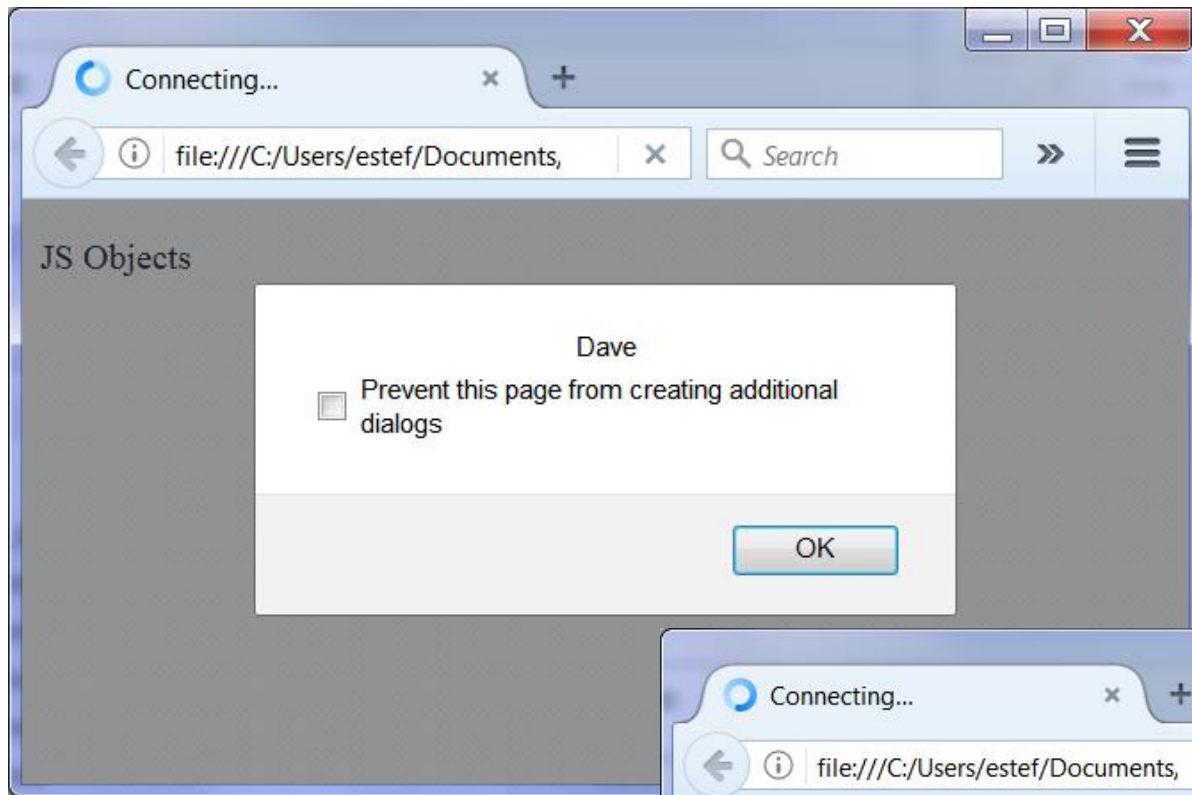 Connecting...
file:///C:/Users/estef/Documents,
Search
JS Objects
Dave
Prevent this page from creating additional
dialogs
OK
Connecting...
file:///C:/Users/estef/Documents,